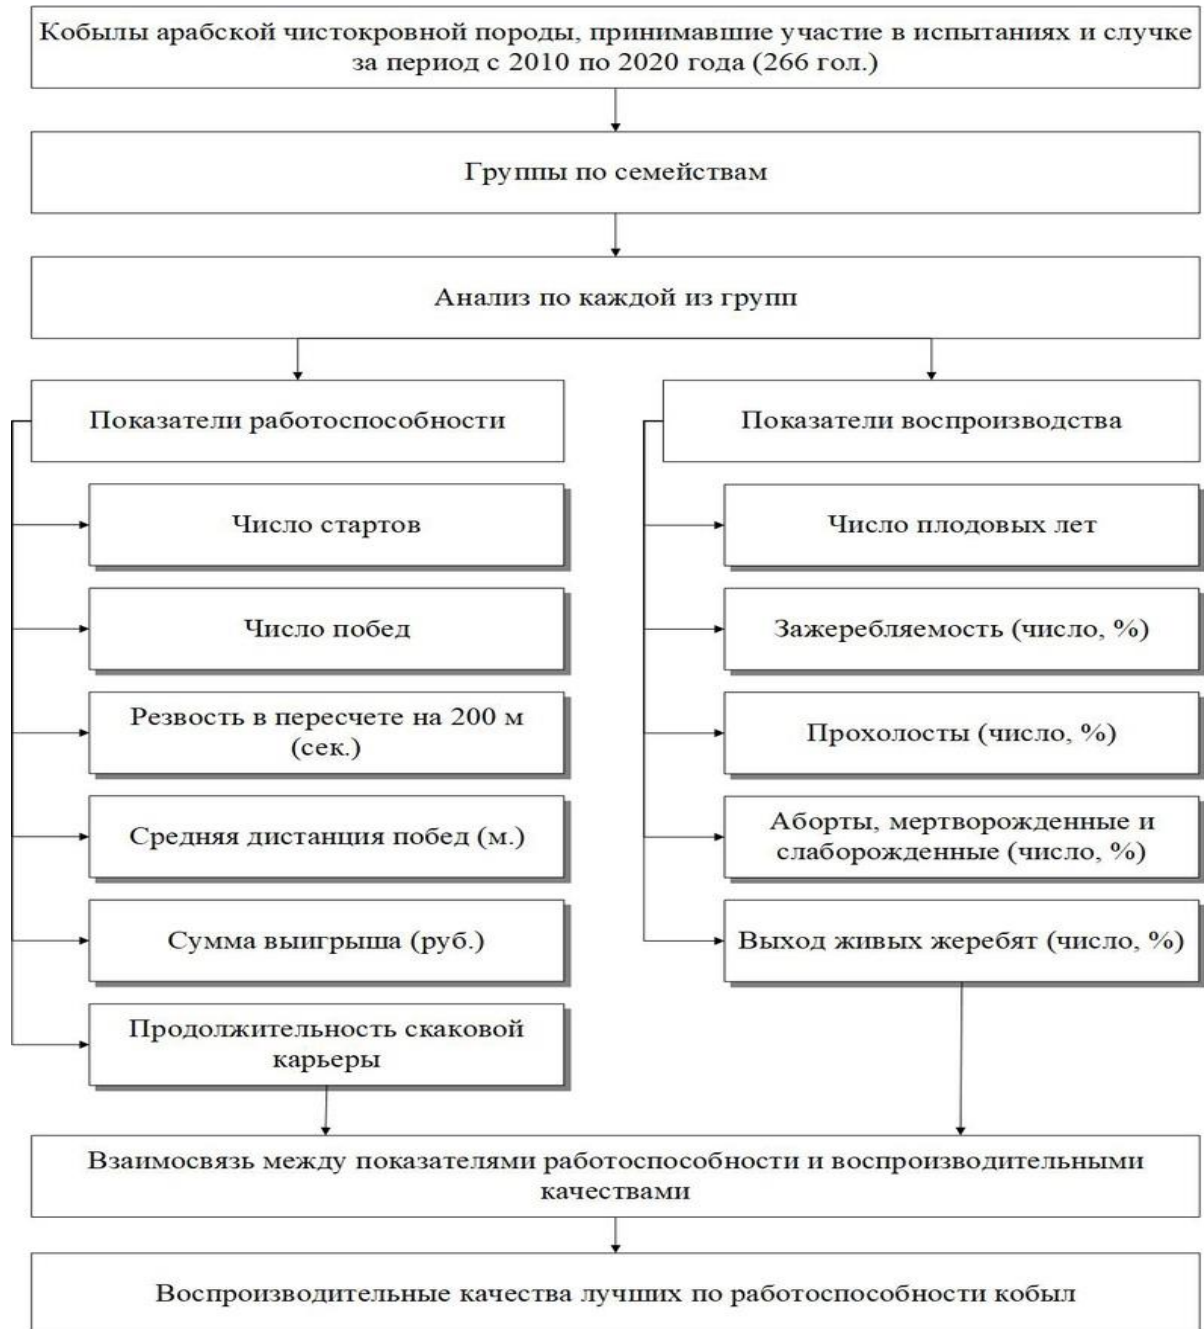 Кобылы арабской чистокровной породы, принимавшие участие в испытаниях и случке
за период с 2010 по 2020 года (266 гол.)
Группы по семействам
Анализ по каждой из групп
Показатели работоспособности
Число стартов
Число побед
Резвость в пересчете на 200 м
(сек.)
Средняя дистанция побед (м.)
Сумма выигрыша (руб.)
Продолжительность скаковой
карьеры
Показатели воспроизводства
Число плодовых лет
Зажеребляемость (число, %)
Прохолосты (число, %)
Аборты, мертворожденные и
слаборожденные (число, %)
Выход живых жеребят (число, %)
Взаимосвязь между показателями работоспособности и воспроизводительными
качествами
Воспроизводительные качества лучших по работоспособности кобыл